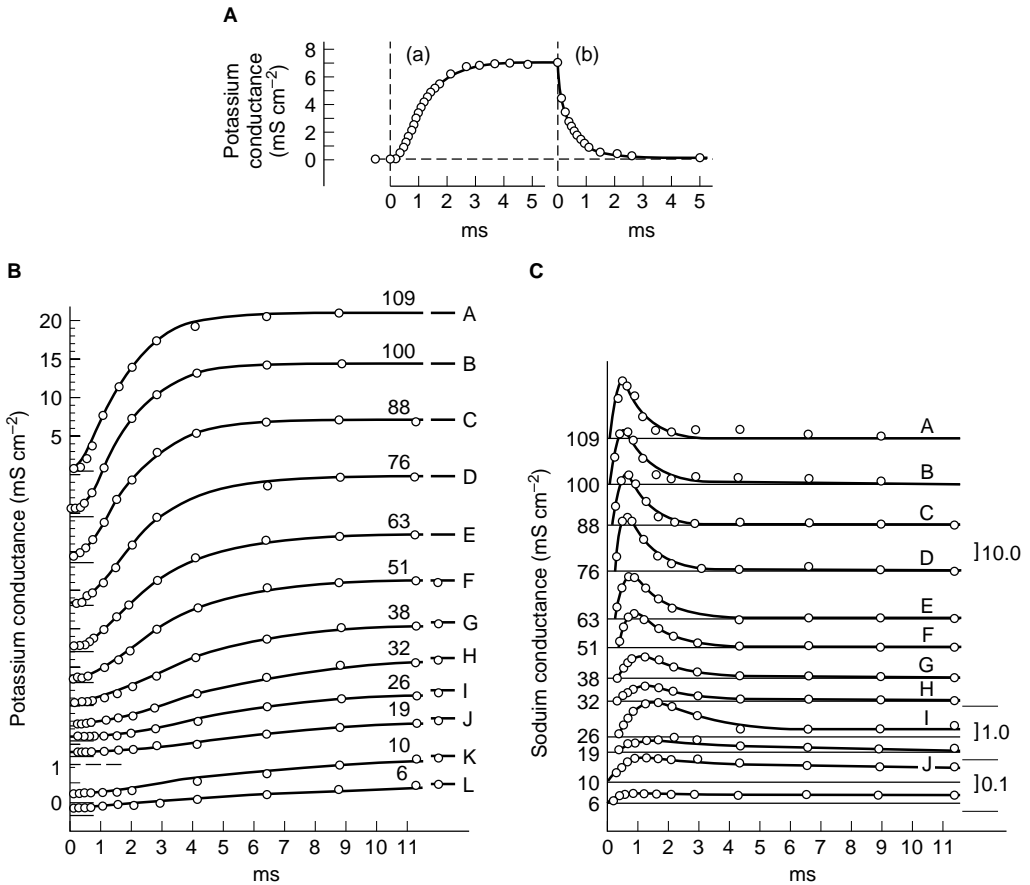 A
Potassium
conductance
(mS cm−2)
8
6
4
2
0
(a)
(b)
0 1 2 3 4 5
0 1 2 3 4 5
ms
ms
B
Potassium conductance (mS cm−2)
20
15
10
5
1
0
109 A
100 B
88 C
76 D
63 E
51 F
38 G
32 H
26 I
19 J
10 K
6 L
0 1 2 3 4 5 6 7 8 9 10 11
ms
C
Soduim conductance (mS cm−2)
109 A
100 B
88 C
76 D
63 E
51 F
38 G
32 H
26 I
19
10 J
6
]10.0
]1.0
]0.1
0 1 2 3 4 5 6 7 8 9 10 11
ms